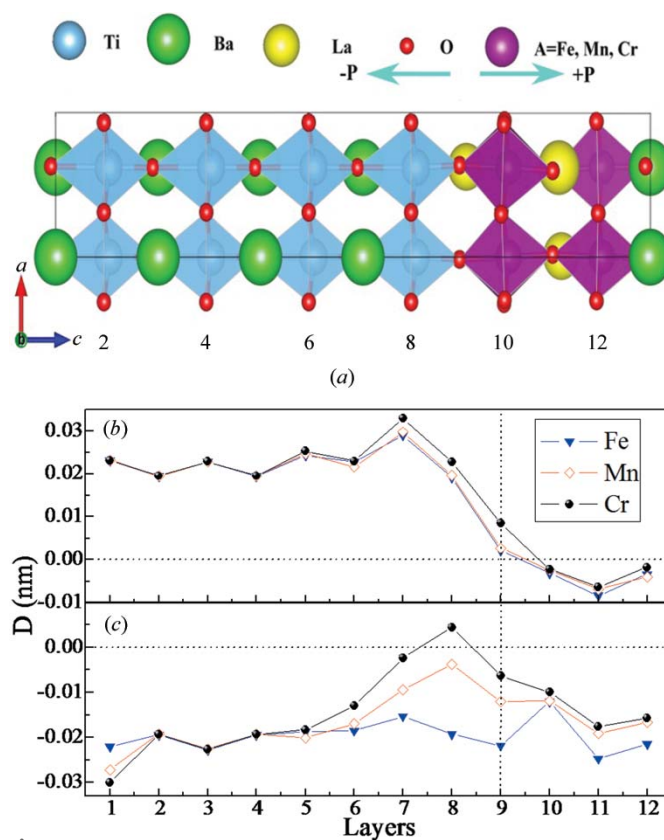 Ti Ba La O A=Fe, Mn, Cr
-P +P
a
b
c
2 4 6 8 10 12
(a)
(b)
Fe
Mn
Cr
0.03
0.02
0.01
0.00
-0.01
D (nm)
(c)
0.00
-0.01
-0.02
-0.03
1 2 3 4 5 6 7 8 9 10 11 12
Layers